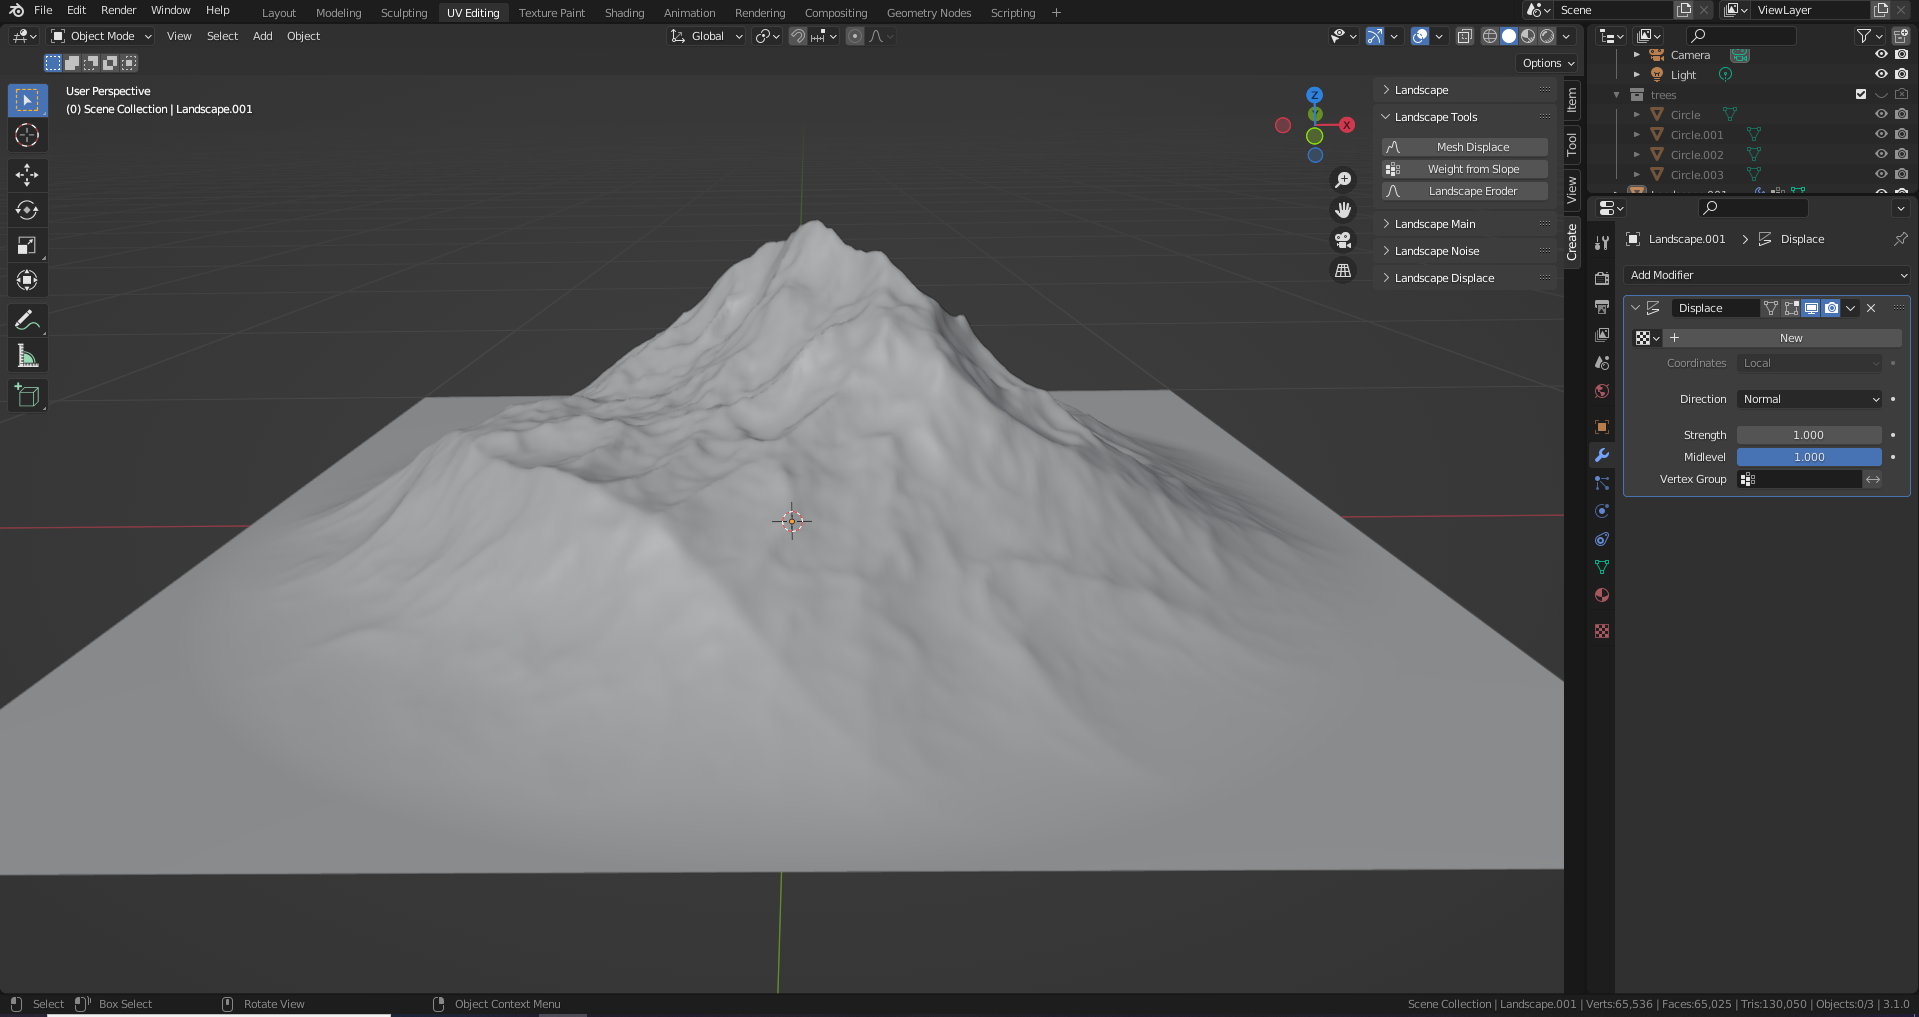 File Edit Render Window Help
Layout Modeling Sculpting UV Editing Texture Paint Shading Animation Rendering Compositing Geometry Nodes Scripting +
Scene
ViewLayer
Object Mode View Select Add Object
Global
Options
User Perspective
(0) Scene Collection | Landscape.001
Z
Y
X
Landscape
Landscape Tools
Mesh Displace
Weight from Slope
Landscape Eroder
Landscape Main
Landscape Noise
Landscape Displace
Item
Tool
View
Create
Camera
Light
trees
Circle
Circle.001
Circle.002
Circle.003
Landscape.001 > Displace
Add Modifier
Displace
+ New
Coordinates Local
Direction Normal
Strength 1.000
Midlevel 1.000
Vertex Group
Select Box Select Rotate View Object Context Menu
Scene Collection | Landscape.001 | Verts:65,536 | Faces:65,025 | Tris:130,050 | Objects:0/3 | 3.1.0